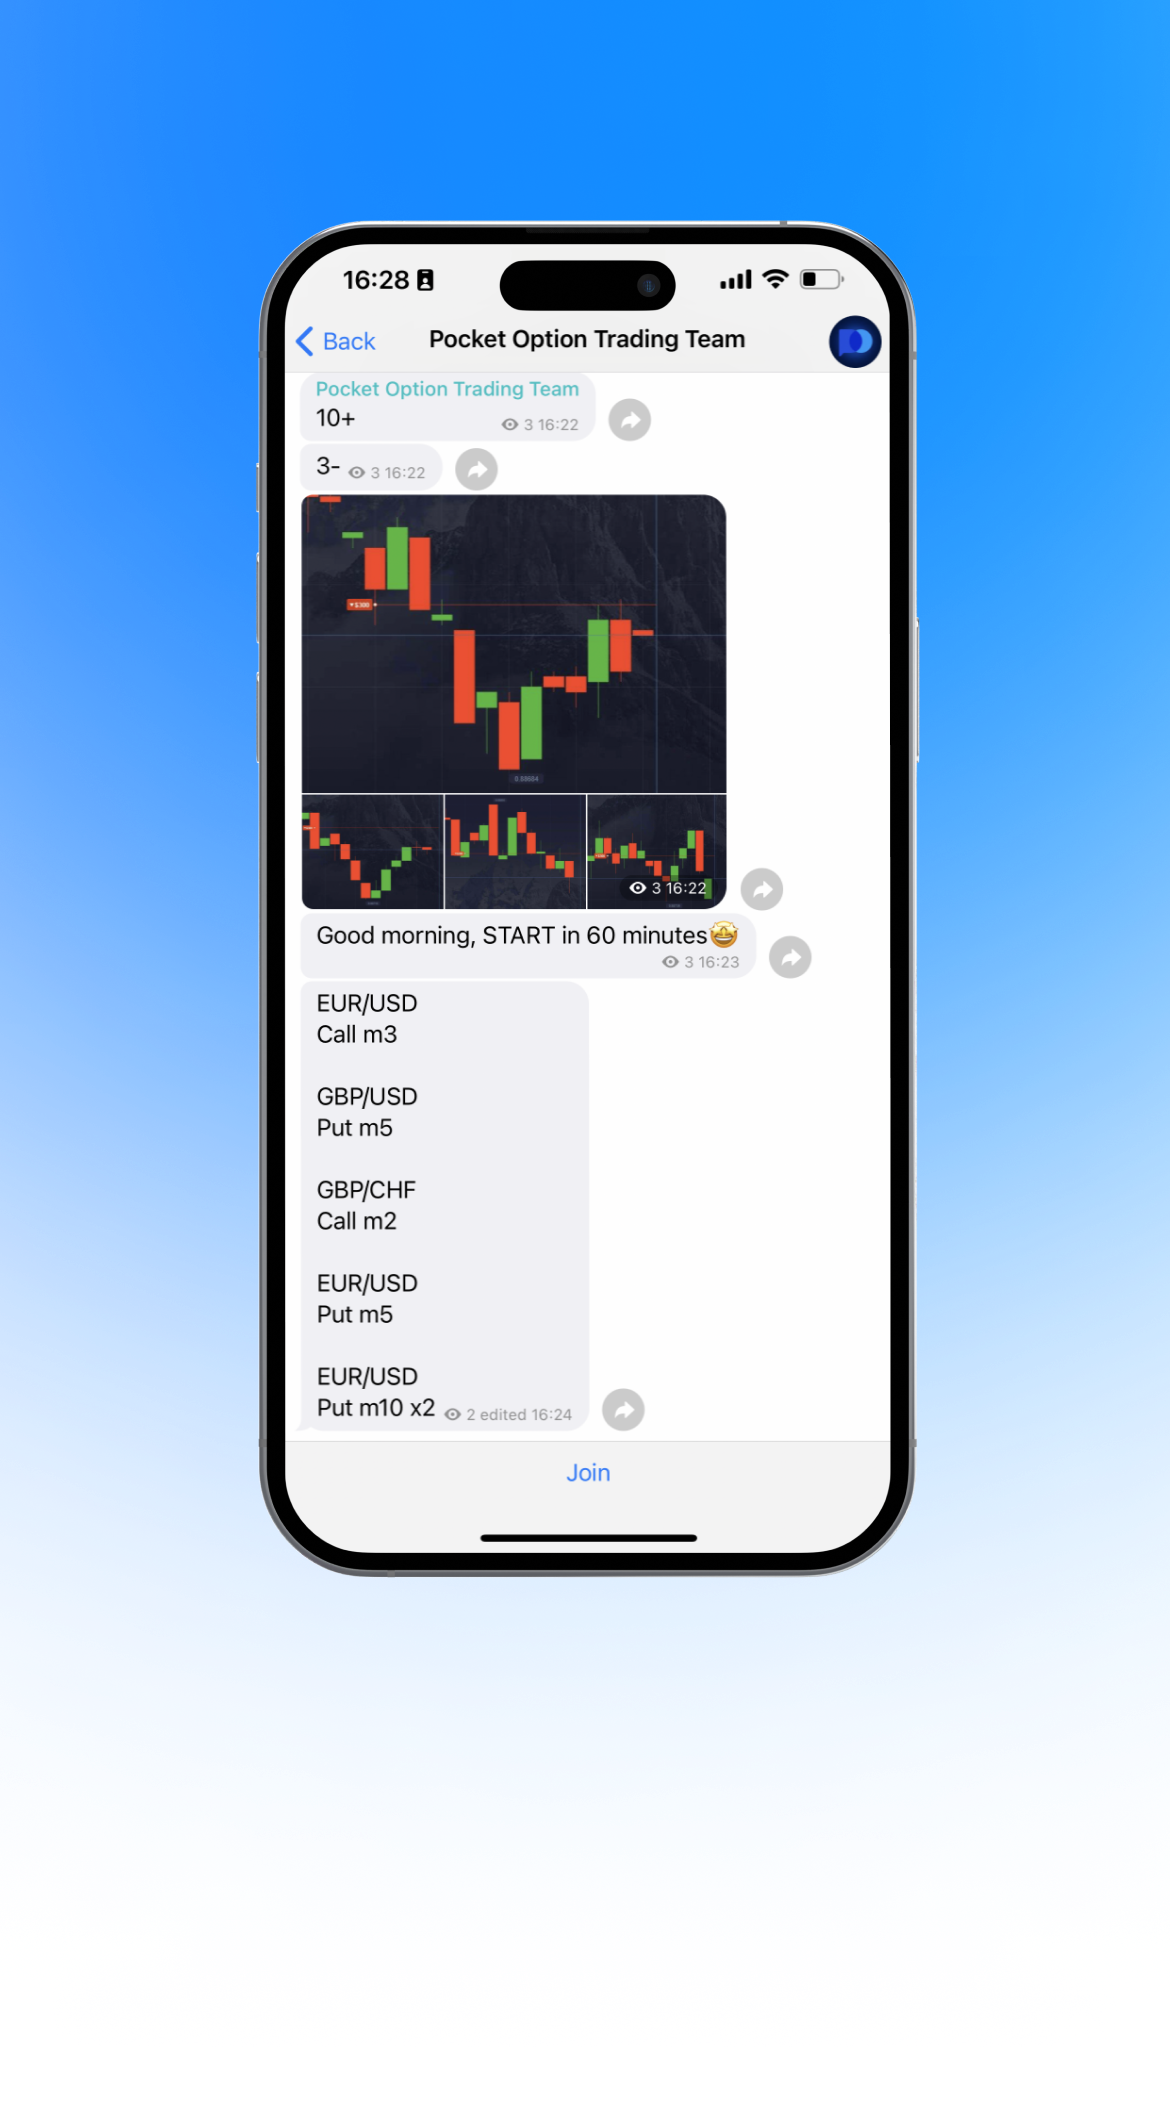 16:28
Back
Pocket Option Trading Team
Pocket Option Trading Team
10+
3 16:22
3-
3 16:22
$300
3 16:22
Good morning, START in 60 minutes🤩
3 16:23
EUR/USD
Call m3
GBP/USD
Put m5
GBP/CHF
Call m2
EUR/USD
Put m5
EUR/USD
Put m10 x2
2 edited 16:24
Join